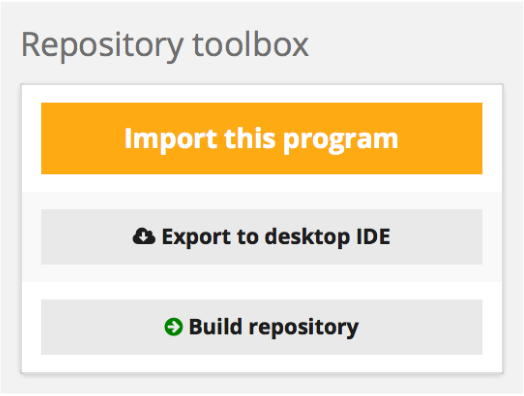 Repository toolbox
Import this program
Export to desktop IDE
Build repository